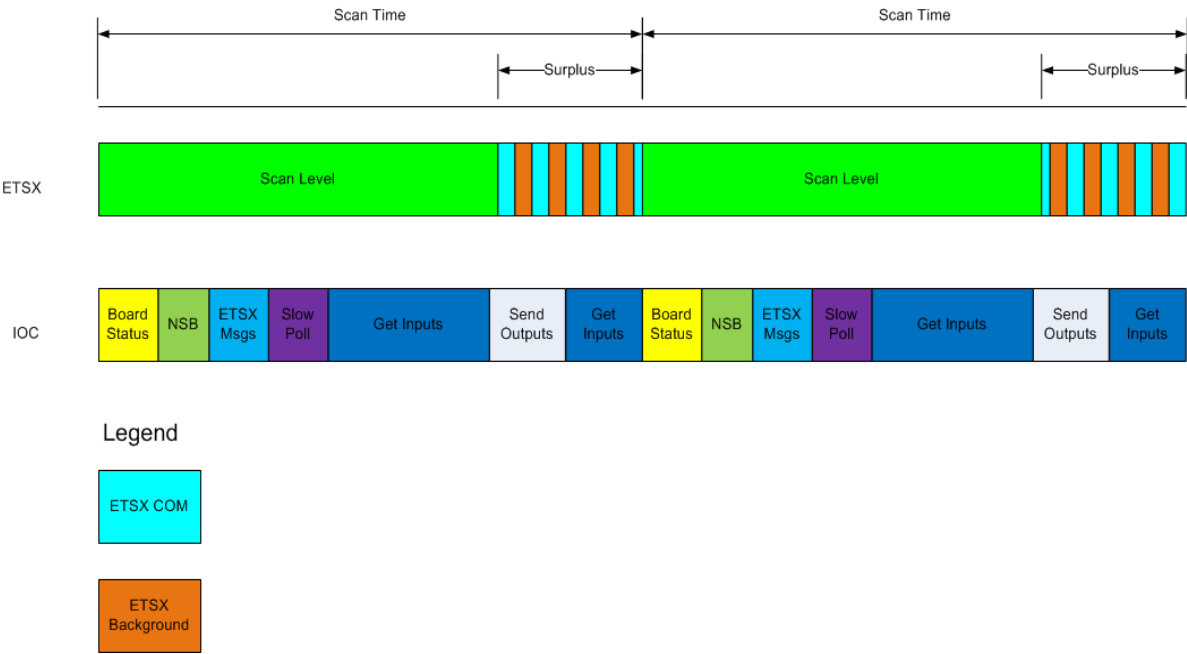 Scan Time
Scan Time
Surplus
Surplus
ETSX
Scan Level
Scan Level
IOC
Board
Status
NSB
ETSX
Msgs
Slow
Poll
Get Inputs
Send
Outputs
Get
Inputs
Board
Status
NSB
ETSX
Msgs
Slow
Poll
Get Inputs
Send
Outputs
Get
Inputs
Legend
ETSX COM
ETSX
Background